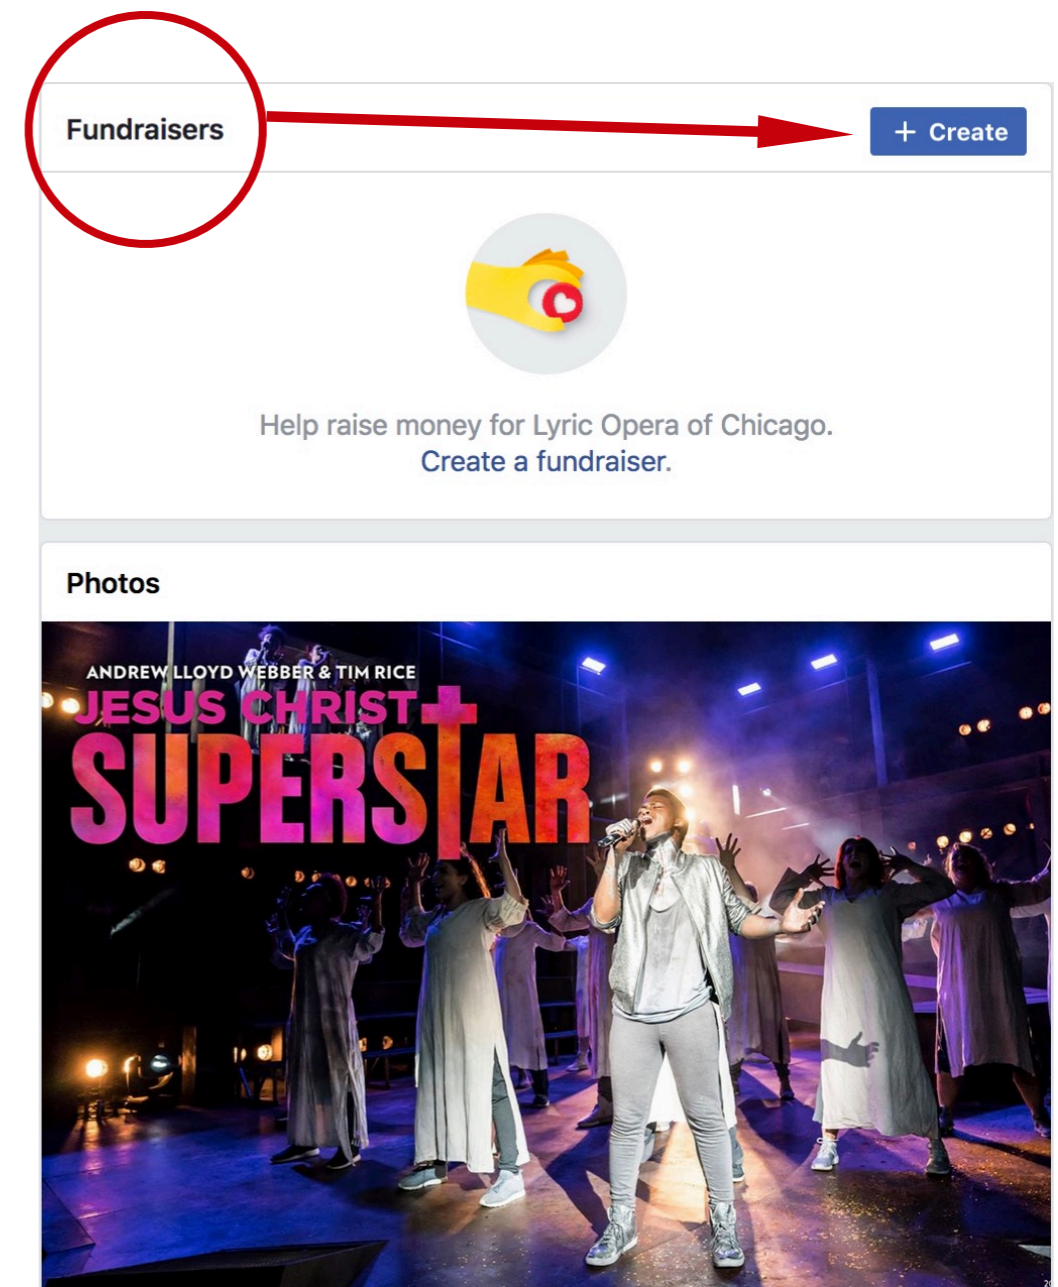 Fundraisers
+ Create
Help raise money for Lyric Opera of Chicago.
Create a fundraiser.
Photos
ANDREW LLOYD WEBBER & TIM RICE
JESUS CHRIST
SUPERSTAR